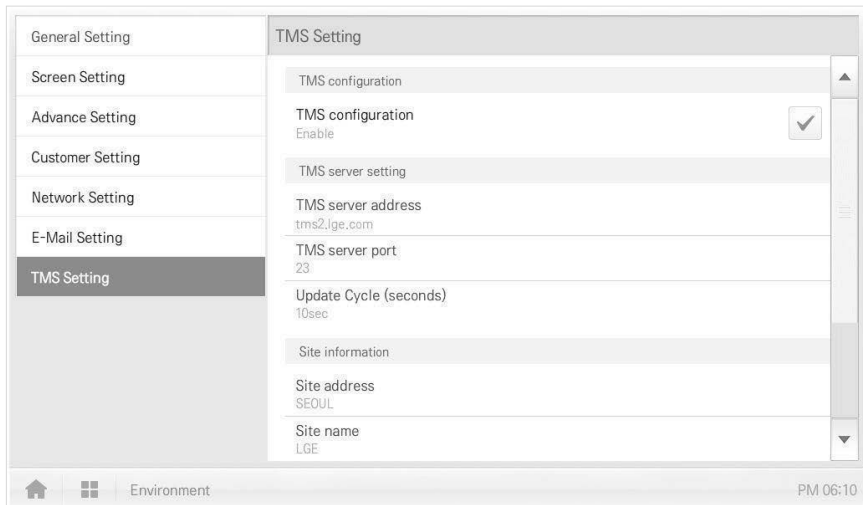 General Setting
Screen Setting
Advance Setting
Customer Setting
Network Setting
E-Mail Setting
TMS Setting
TMS Setting
TMS configuration
TMS configuration
Enable
TMS server setting
TMS server address
tms2.lge.com
TMS server port
23
Update Cycle (seconds)
10sec
Site information
Site address
SEOUL
Site name
LGE
Environment
PM 06:10